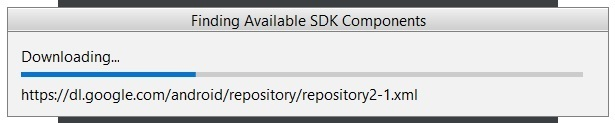 Finding Available SDK Components
Downloading...
https://dl.google.com/android/repository/repository2-1.xml